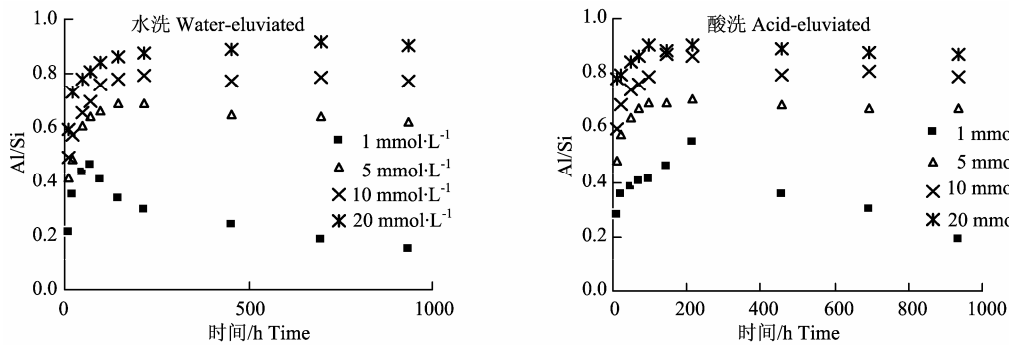 水洗 Water-eluviated
1.0
0.8
0.6
0.4
0.2
0.0
Al/Si
1 mmol·L-1
5 mmol·L-1
10 mmol·L-1
20 mmol·L-1
0
500
1000
时间/h Time
酸洗 Acid-eluviated
1.0
0.8
0.6
0.4
0.2
0.0
Al/Si
1 mmo
5 mmo
10 mmo
20 mmo
0
200
400
600
800
1000
时间/h Time